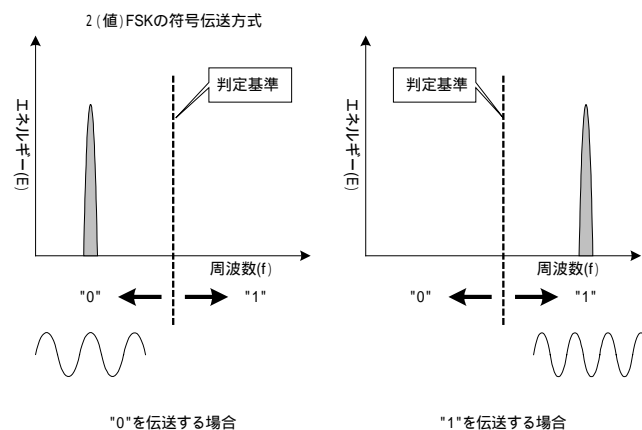 2(値)FSKの符号伝送方式
エネルギー(E)
判定基準
周波数(f)
"0"
"1"
"0"を伝送する場合
エネルギー(E)
判定基準
周波数(f)
"0"
"1"
"1"を伝送する場合